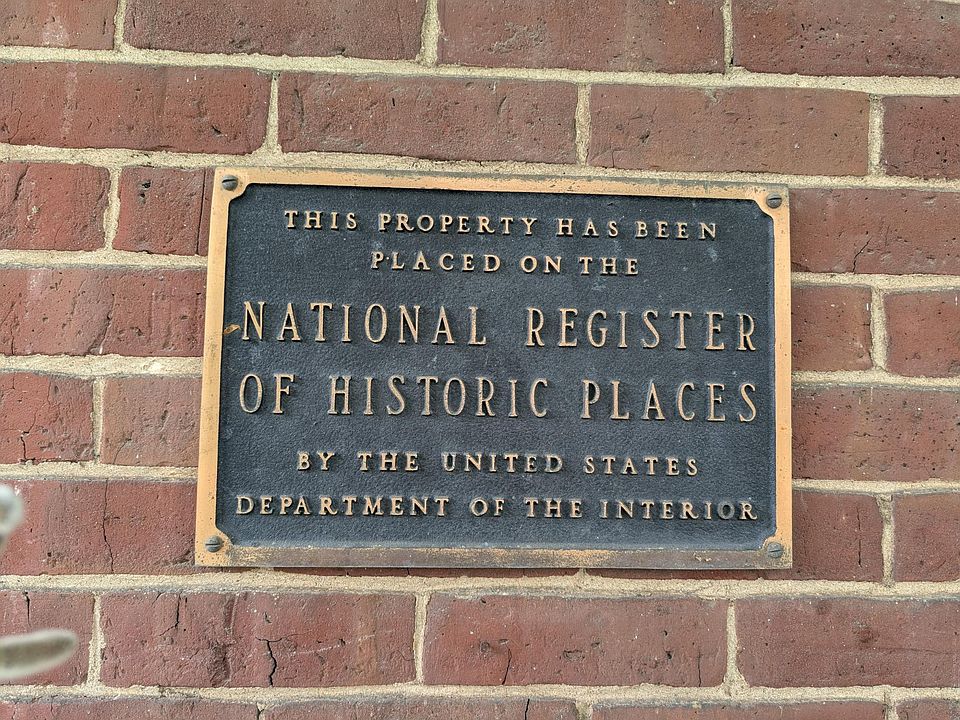 THIS PROPERTY HAS BEEN
PLACED ON THE
NATIONAL REGISTER
OF HISTORIC PLACES
BY THE UNITED STATES
DEPARTMENT OF THE INTERIOR